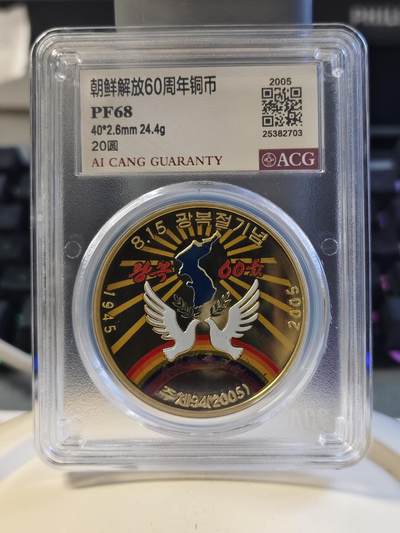 PHILIPS
朝鲜解放60周年铜币
2005
PF68
40*2.6mm 24.4g
25382703
20圆
AI CANG GUARANTY
ACG
8.15 광복절기념
광복 60돐
1945
2005
주체94(2005)